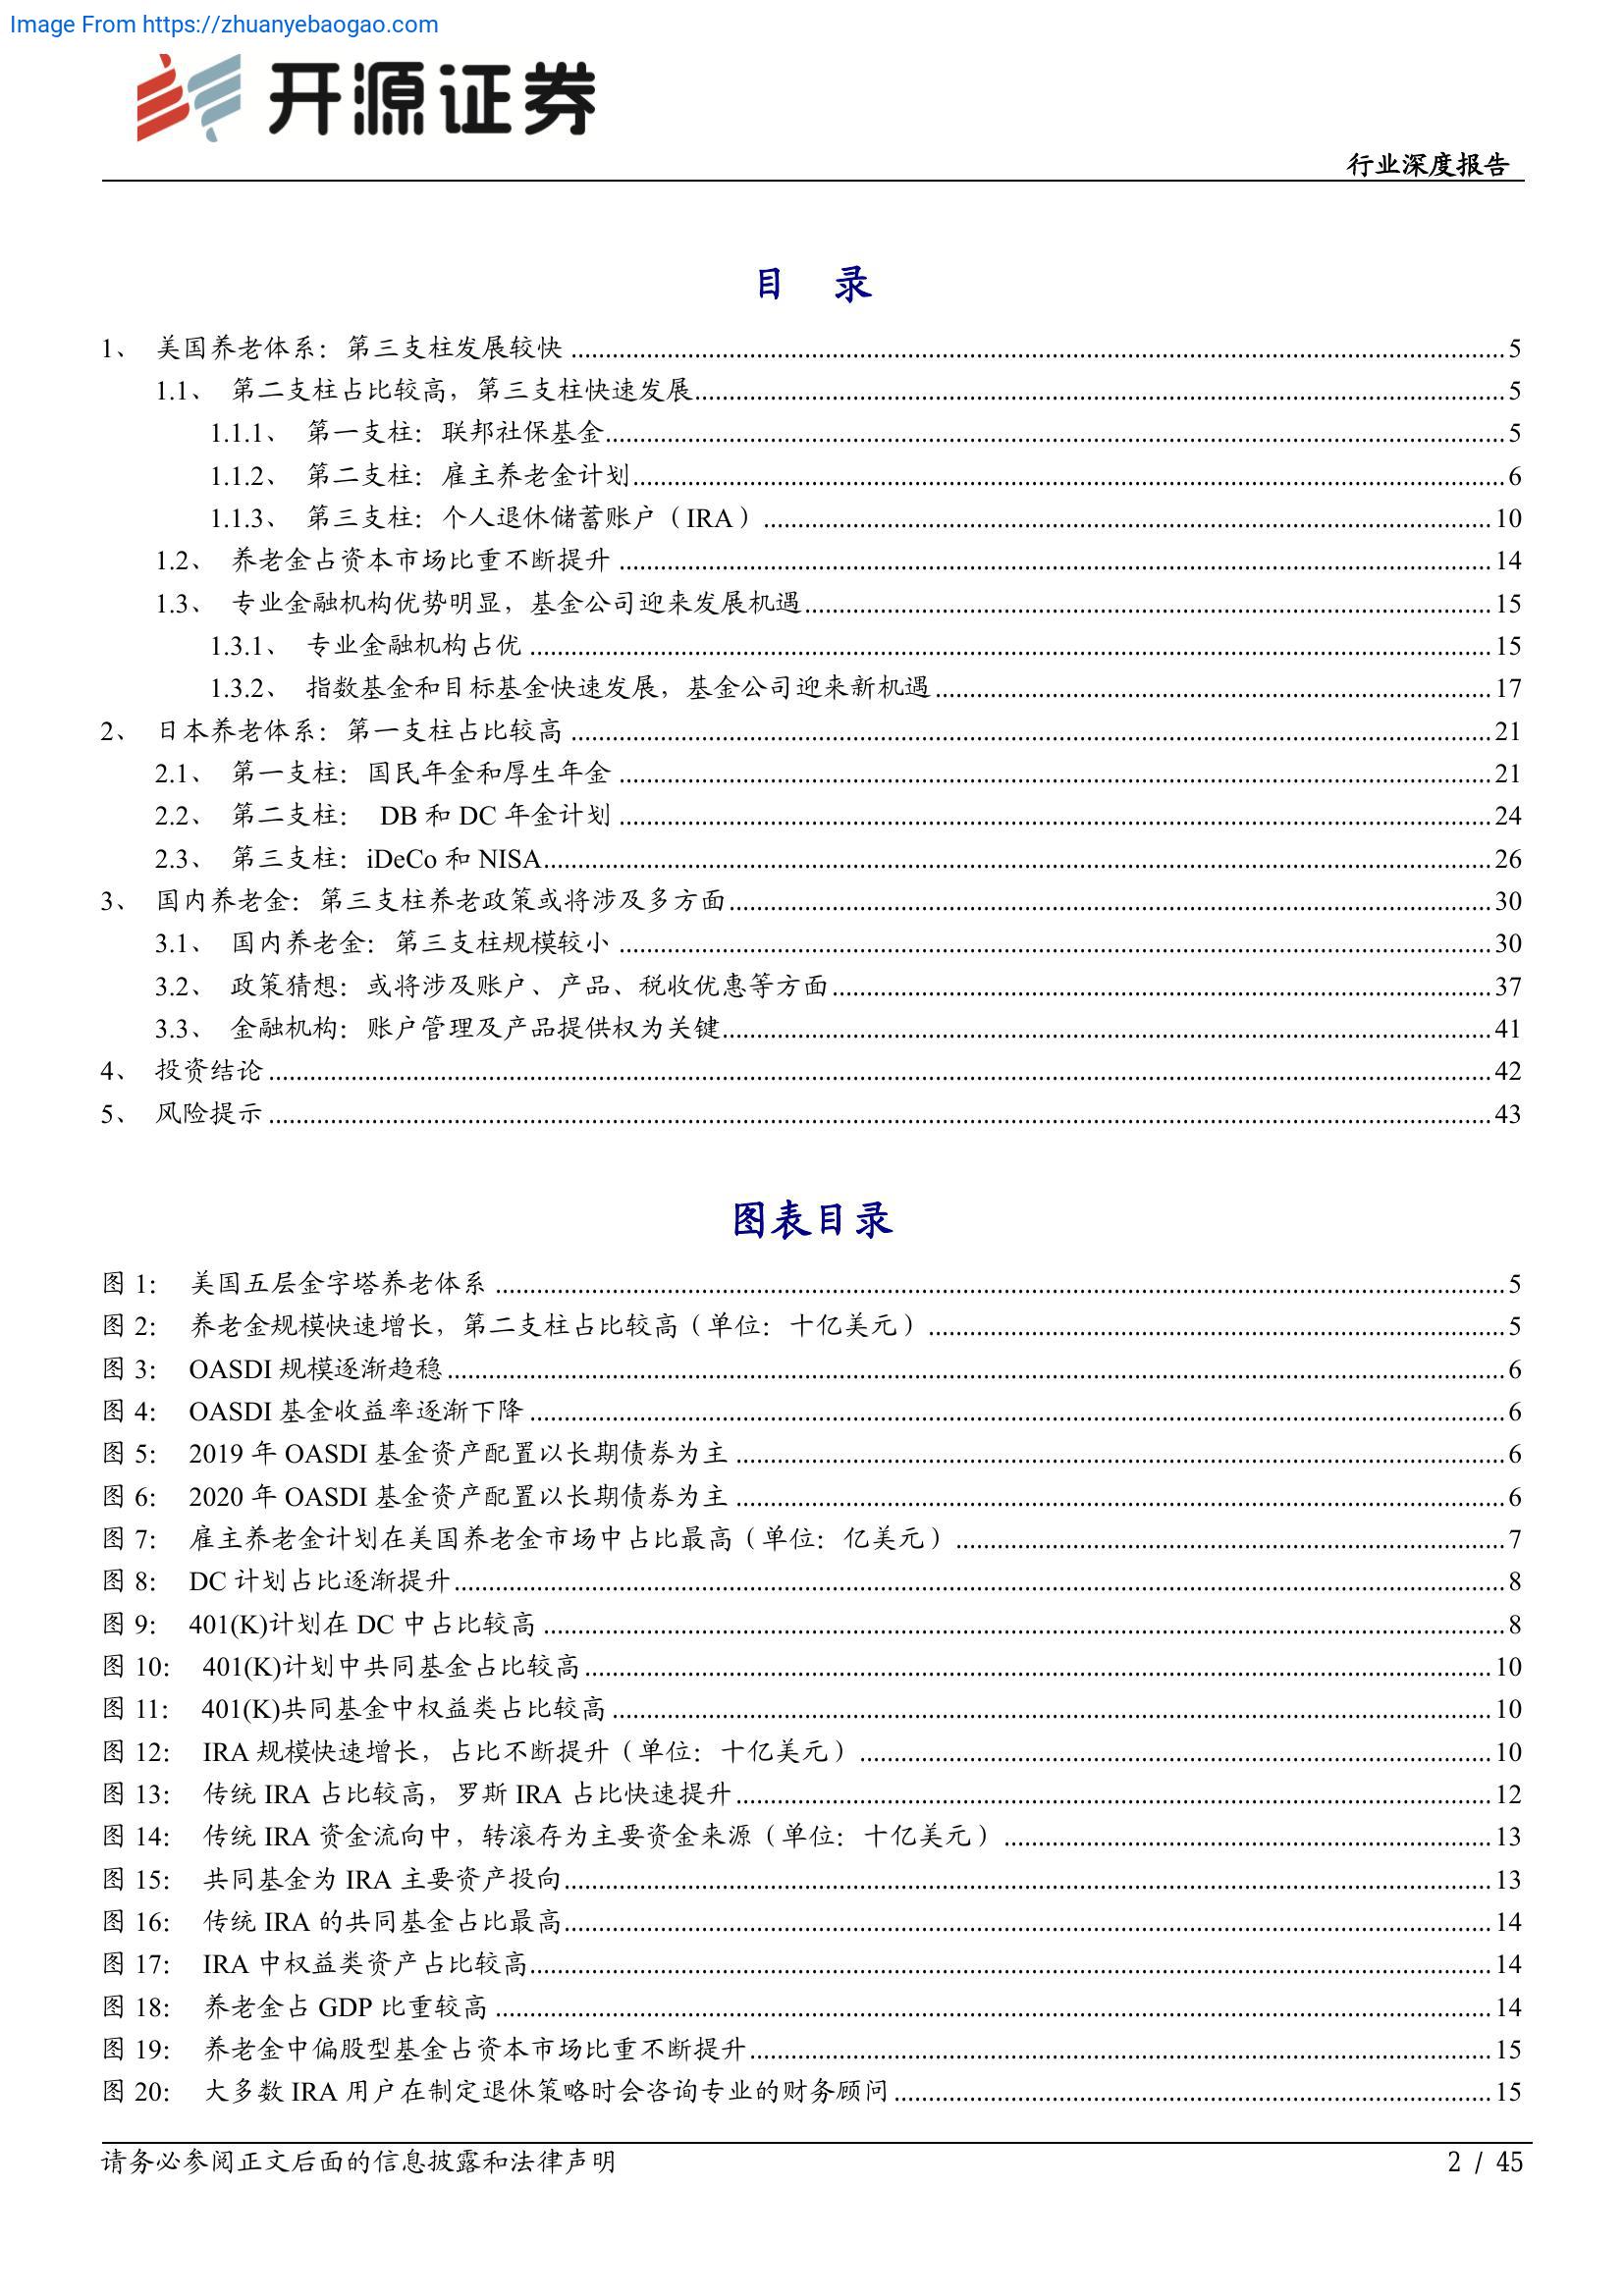 Image From https://zhuanyebaogao.com
开源证券
行业深度报告
目 录
1、 美国养老体系：第三支柱发展较快 5
1.1、 第二支柱占比较高，第三支柱快速发展 5
1.1.1、 第一支柱：联邦社保基金 5
1.1.2、 第二支柱：雇主养老金计划 6
1.1.3、 第三支柱：个人退休储蓄账户（IRA） 10
1.2、 养老金占资本市场比重不断提升 14
1.3、 专业金融机构优势明显，基金公司迎来发展机遇 15
1.3.1、 专业金融机构占优 15
1.3.2、 指数基金和目标基金快速发展，基金公司迎来新机遇 17
2、 日本养老体系：第一支柱占比较高 21
2.1、 第一支柱：国民年金和厚生年金 21
2.2、 第二支柱： DB 和 DC 年金计划 24
2.3、 第三支柱：iDeCo 和 NISA 26
3、 国内养老金：第三支柱养老政策或将涉及多方面 30
3.1、 国内养老金：第三支柱规模较小 30
3.2、 政策猜想：或将涉及账户、产品、税收优惠等方面 37
3.3、 金融机构：账户管理及产品提供权为关键 41
4、 投资结论 42
5、 风险提示 43
图表目录
图 1： 美国五层金字塔养老体系 5
图 2： 养老金规模快速增长，第二支柱占比较高（单位：十亿美元） 5
图 3： OASDI 规模逐渐趋稳 6
图 4： OASDI 基金收益率逐渐下降 6
图 5： 2019 年 OASDI 基金资产配置以长期债券为主 6
图 6： 2020 年 OASDI 基金资产配置以长期债券为主 6
图 7： 雇主养老金计划在美国养老金市场中占比最高（单位：亿美元） 7
图 8： DC 计划占比逐渐提升 8
图 9： 401(K)计划在 DC 中占比较高 8
图 10： 401(K)计划中共同基金占比较高 10
图 11： 401(K)共同基金中权益类占比较高 10
图 12： IRA 规模快速增长，占比不断提升（单位：十亿美元） 10
图 13： 传统 IRA 占比较高，罗斯 IRA 占比快速提升 12
图 14： 传统 IRA 资金流向中，转滚存为主要资金来源（单位：十亿美元） 13
图 15： 共同基金为 IRA 主要资产投向 13
图 16： 传统 IRA 的共同基金占比最高 14
图 17： IRA 中权益类资产占比较高 14
图 18： 养老金占 GDP 比重较高 14
图 19： 养老金中偏股型基金占资本市场比重不断提升 15
图 20： 大多数 IRA 用户在制定退休策略时会咨询专业的财务顾问 15
请务必参阅正文后面的信息披露和法律声明 2 / 45